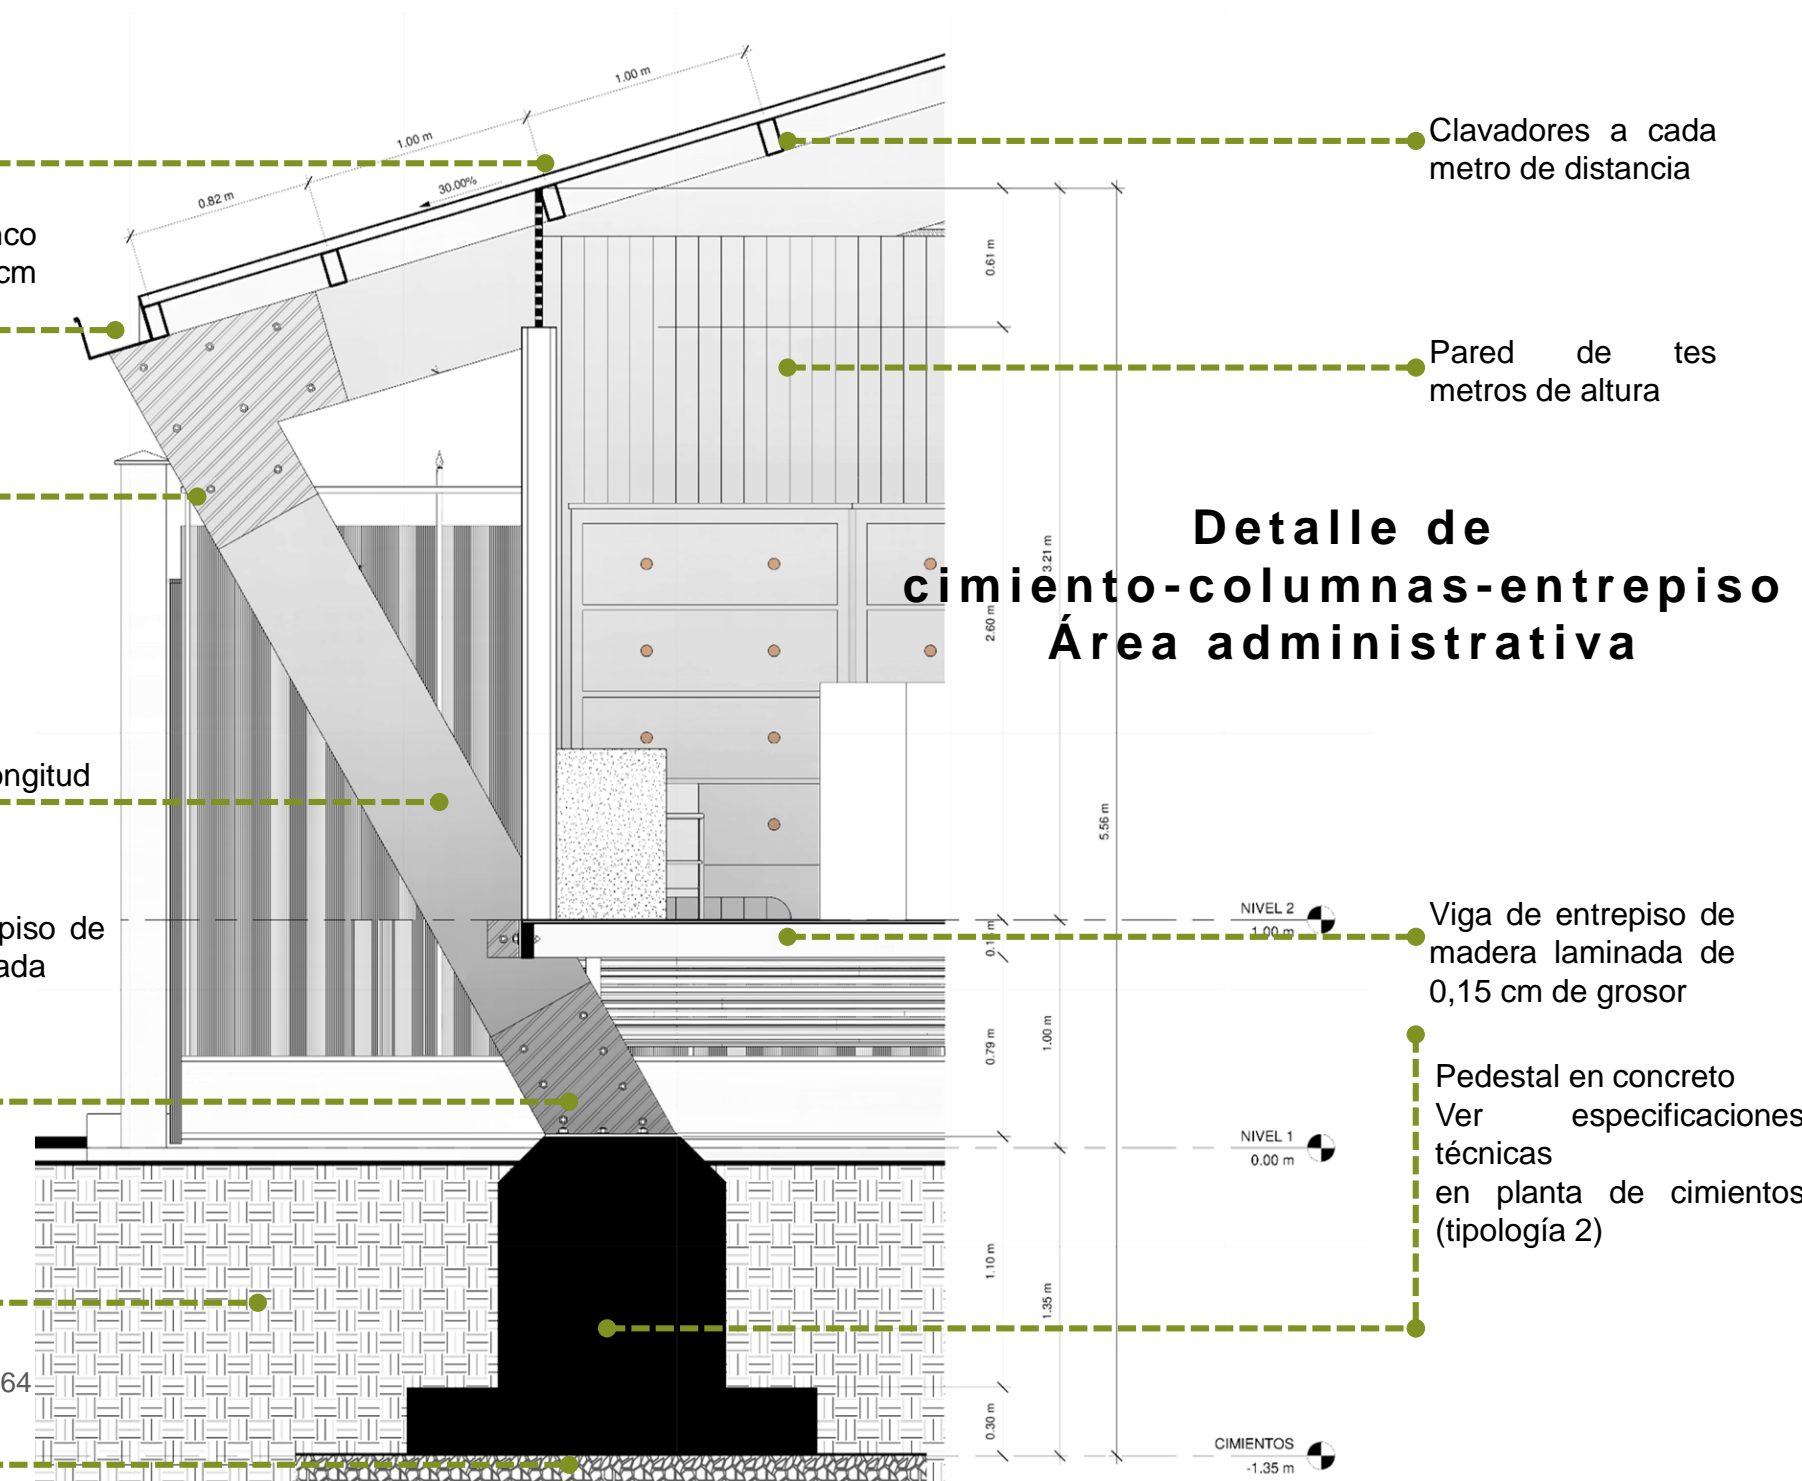 1.00 m
1.00 m
0.82 m
30.00%
Clavadores a cada
metro de distancia
nco
cm
0.61 m
Pared de tes
metros de altura
Detalle de
cimiento-columnas-entrepiso
Área administrativa
3.21 m
2.60 m
ongitud
5.56 m
piso de
ada
NIVEL 2
1.00 m
Viga de entrepiso de
madera laminada de
0,15 cm de grosor
0.79 m
1.00 m
Pedestal en concreto
Ver especificaciones
técnicas
en planta de cimientos
(tipología 2)
NIVEL 1
0.00 m
1.10 m
1.35 m
64
0.30 m
CIMIENTOS
-1.35 m